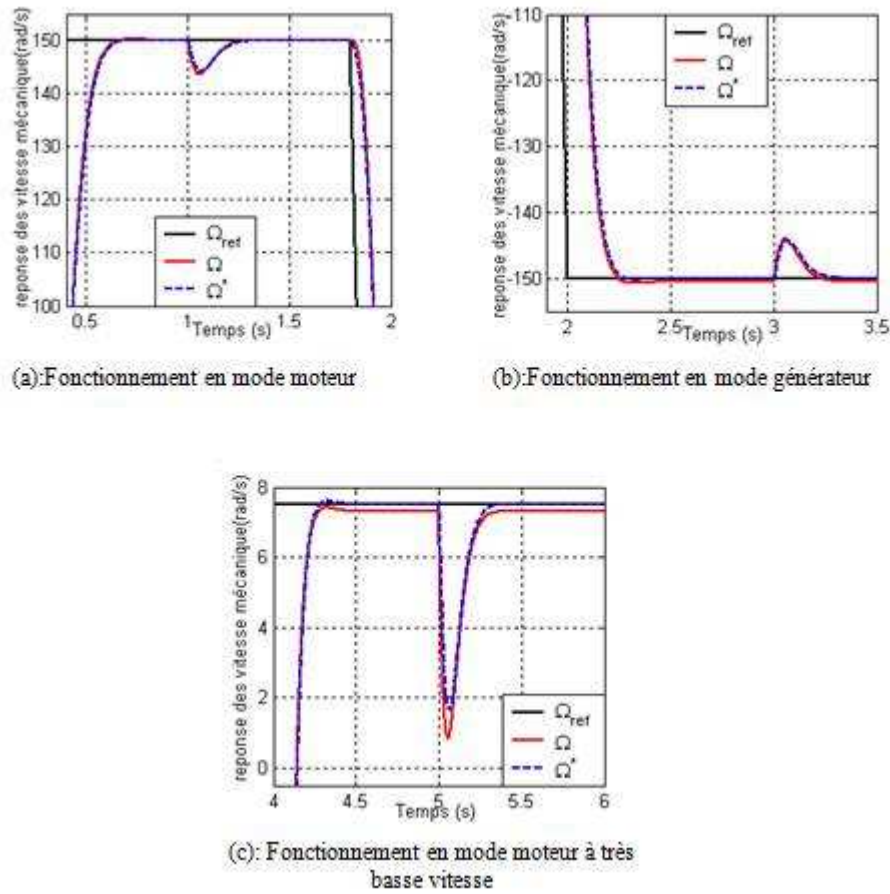 reponse des vitesse mécanique(rad/s)
150
140
130
120
110
100
0.5
1
1.5
2
Temps (s)
Ω_ref
Ω
Ω*
(a):Fonctionnement en mode moteur
reponse des vitesse mécanique(rad/s)
-110
-120
-130
-140
-150
2
2.5
3
3.5
Temps (s)
Ω_ref
Ω
Ω*
(b):Fonctionnement en mode générateur
reponse des vitesse mécanique(rad/s)
8
6
4
2
0
4
4.5
5
5.5
6
Temps (s)
Ω_ref
Ω
Ω*
(c): Fonctionnement en mode moteur à très
basse vitesse